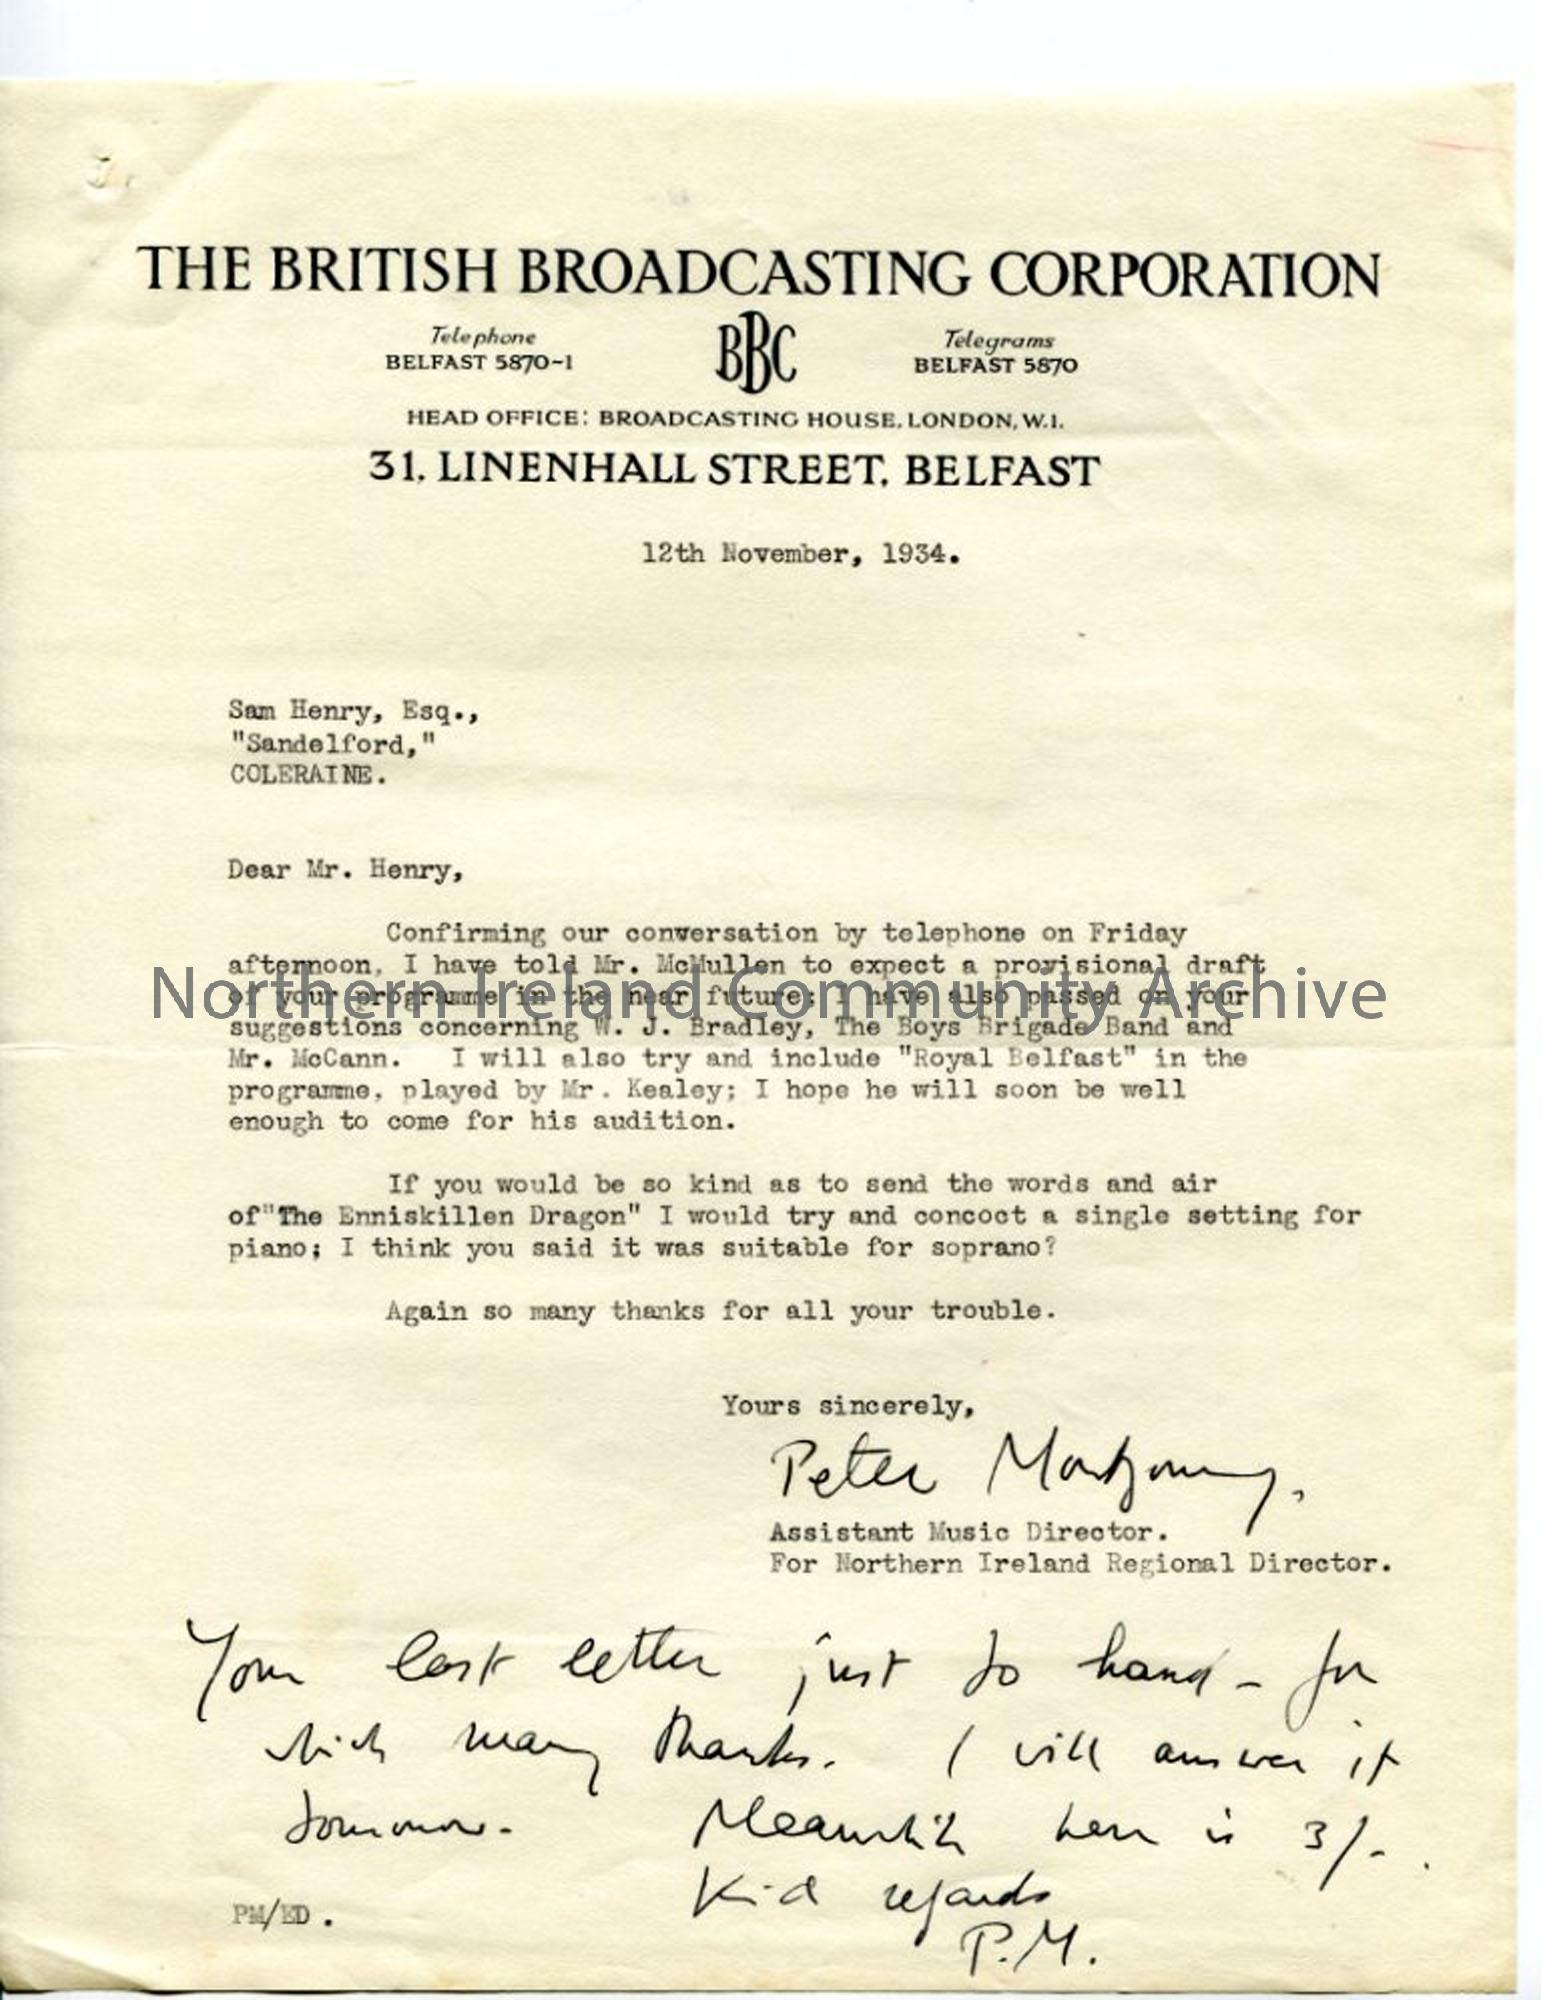 THE BRITISH BROADCASTING CORPORATION
Telephone
BELFAST 5870-1
BBC
Telegrams
BELFAST 5870
HEAD OFFICE: BROADCASTING HOUSE, LONDON, W.1.
31, LINENHALL STREET, BELFAST
12th November, 1934.
Sam Henry, Esq.,
"Sandelford,"
COLERAINE.
Dear Mr. Henry,
Confirming our conversation by telephone on Friday
afternoon, I have told Mr. McMullen to expect a provisional draft
of your programme in the near future; I have also passed on your
Northern Ireland Community Archive
suggestions concerning W. J. Bradley, The Boys Brigade Band and
Mr. McCann. I will also try and include "Royal Belfast" in the
programme, played by Mr. Kealey; I hope he will soon be well
enough to come for his audition.
If you would be so kind as to send the words and air
of"The Enniskillen Dragon" I would try and concoct a single setting for
piano; I think you said it was suitable for soprano?
Again so many thanks for all your trouble.
Yours sincerely,
Peter Montgomery.
Assistant Music Director.
For Northern Ireland Regional Director.
Your last letter just to hand - for
which many thanks. I will answer it
tomorrow. Meanwhile here is 3/-.
Kind regards
P.M.
PM/ED.